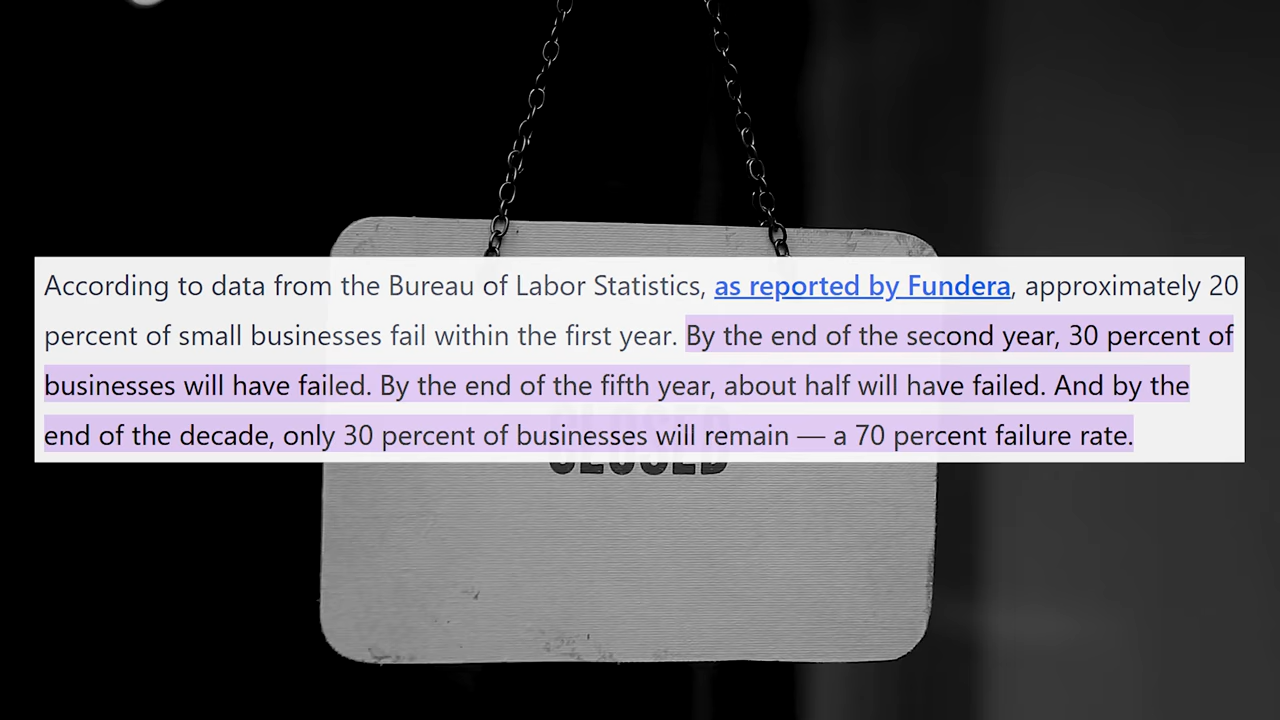 According to data from the Bureau of Labor Statistics, as reported by Fundera, approximately 20
percent of small businesses fail within the first year. By the end of the second year, 30 percent of
businesses will have failed. By the end of the fifth year, about half will have failed. And by the
end of the decade, only 30 percent of businesses will remain — a 70 percent failure rate.
CLOSED